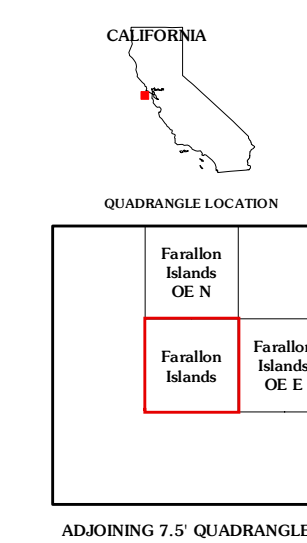 CALIFORNIA
QUADRANGLE LOCATION
Farallon
Islands
OE N
Farallon
Islands
Farallon
Islands
OE E
ADJOINING 7.5' QUADRANGLE